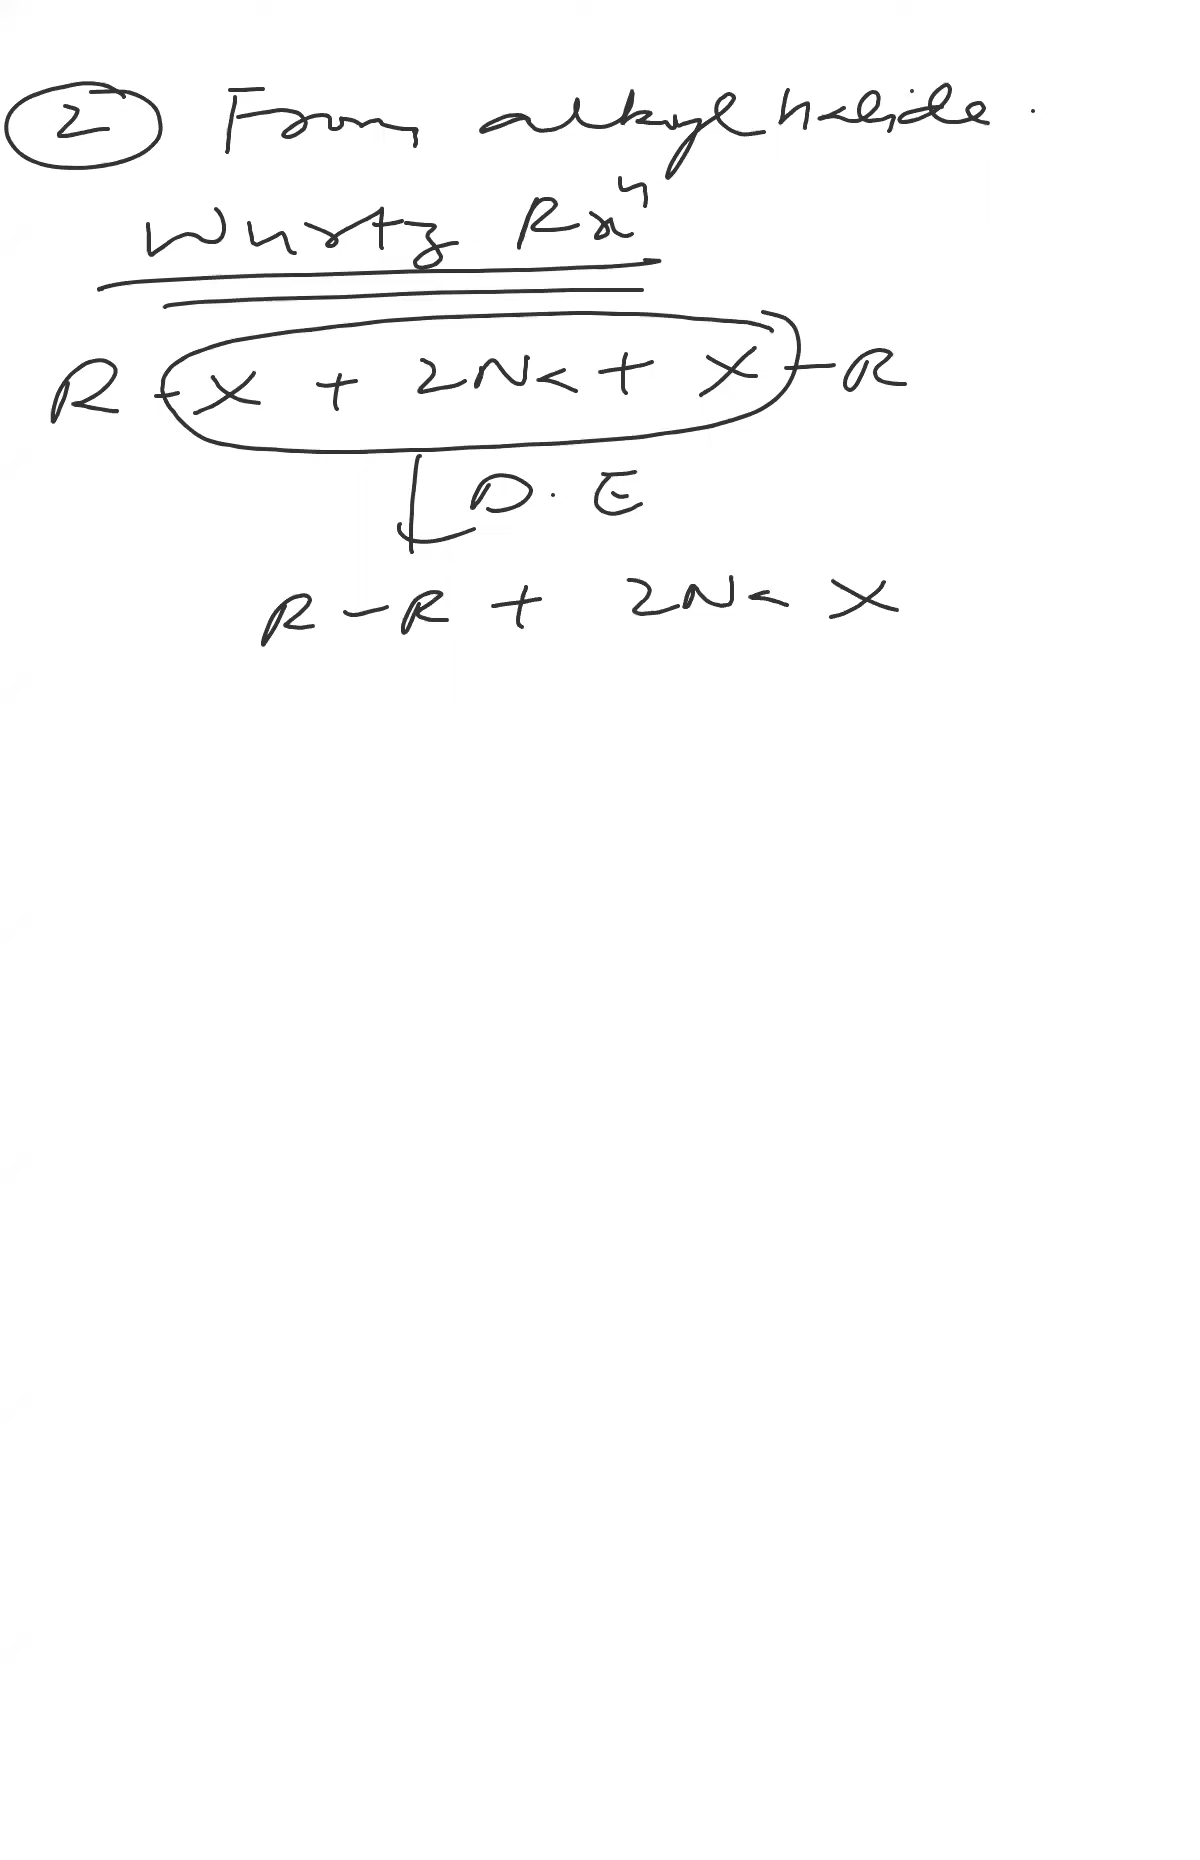 ② From alkyl halide.
Wurtz Rxⁿ
R - X + 2Na + X - R
↓ D.E
R - R + 2NaX